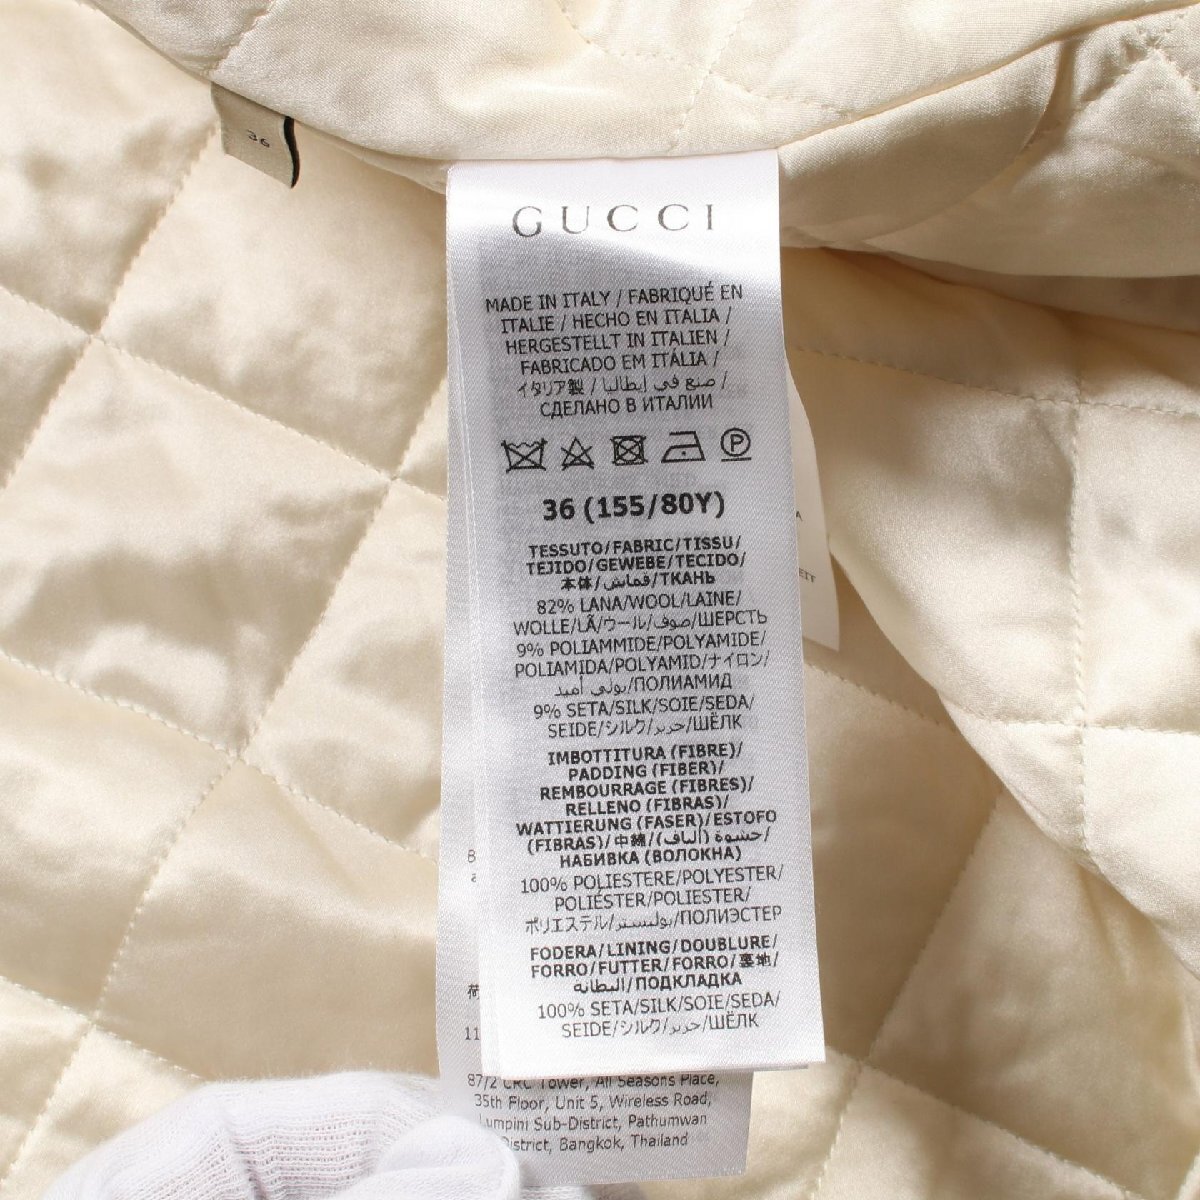 36
GUCCI
MADE IN ITALY / FABRIQUÉ EN
ITALIE / HECHO EN ITALIA /
HERGESTELLT IN ITALIEN /
FABRICADO EM ITÁLIA /
イタリア製 / صنع في إيطاليا /
СДЕЛАНО В ИТАЛИИ
P
36 (155/80Y)
TESSUTO/FABRIC/TISSU/
TEJIDO/GEWEBE/TECIDO/
本体/قماش/ТКАНЬ
82% LANA/WOOL/LAINE/
WOLLE/LÃ/ウール/صوف/ШЕРСТЬ
9% POLIAMMIDE/POLYAMIDE/
POLIAMIDA/POLYAMID/ナイロン/
بولي أميد/ПОЛИАМИД
9% SETA/SILK/SOIE/SEDA/
SEIDE/シルク/حرير/ШЁЛК
IMBOTTITURA (FIBRE)/
PADDING (FIBER)/
REMBOURRAGE (FIBRES)/
RELLENO (FIBRAS)/
WATTIERUNG (FASER)/ESTOFO
(FIBRAS)/中綿/حشوة (ألياف)/
НАБИВКА (ВОЛОКНА)
100% POLIESTERE/POLYESTER/
POLYÉSTER/POLIESTER/
ポリエステル/بوليستر/ПОЛИЭСТЕР
FODERA/LINING/DOUBLURE/
FORRO/FUTTER/FORRO/裏地/
البطانة/ПОДКЛАДКА
100% SETA/SILK/SOIE/SEDA/
SEIDE/シルク/حرير/ШЁЛК
11
87/2 CRC Tower, All Seasons Place,
35th Floor, Unit 5, Wireless Road,
Lumpini Sub-District, Pathumwan
District, Bangkok, Thailand